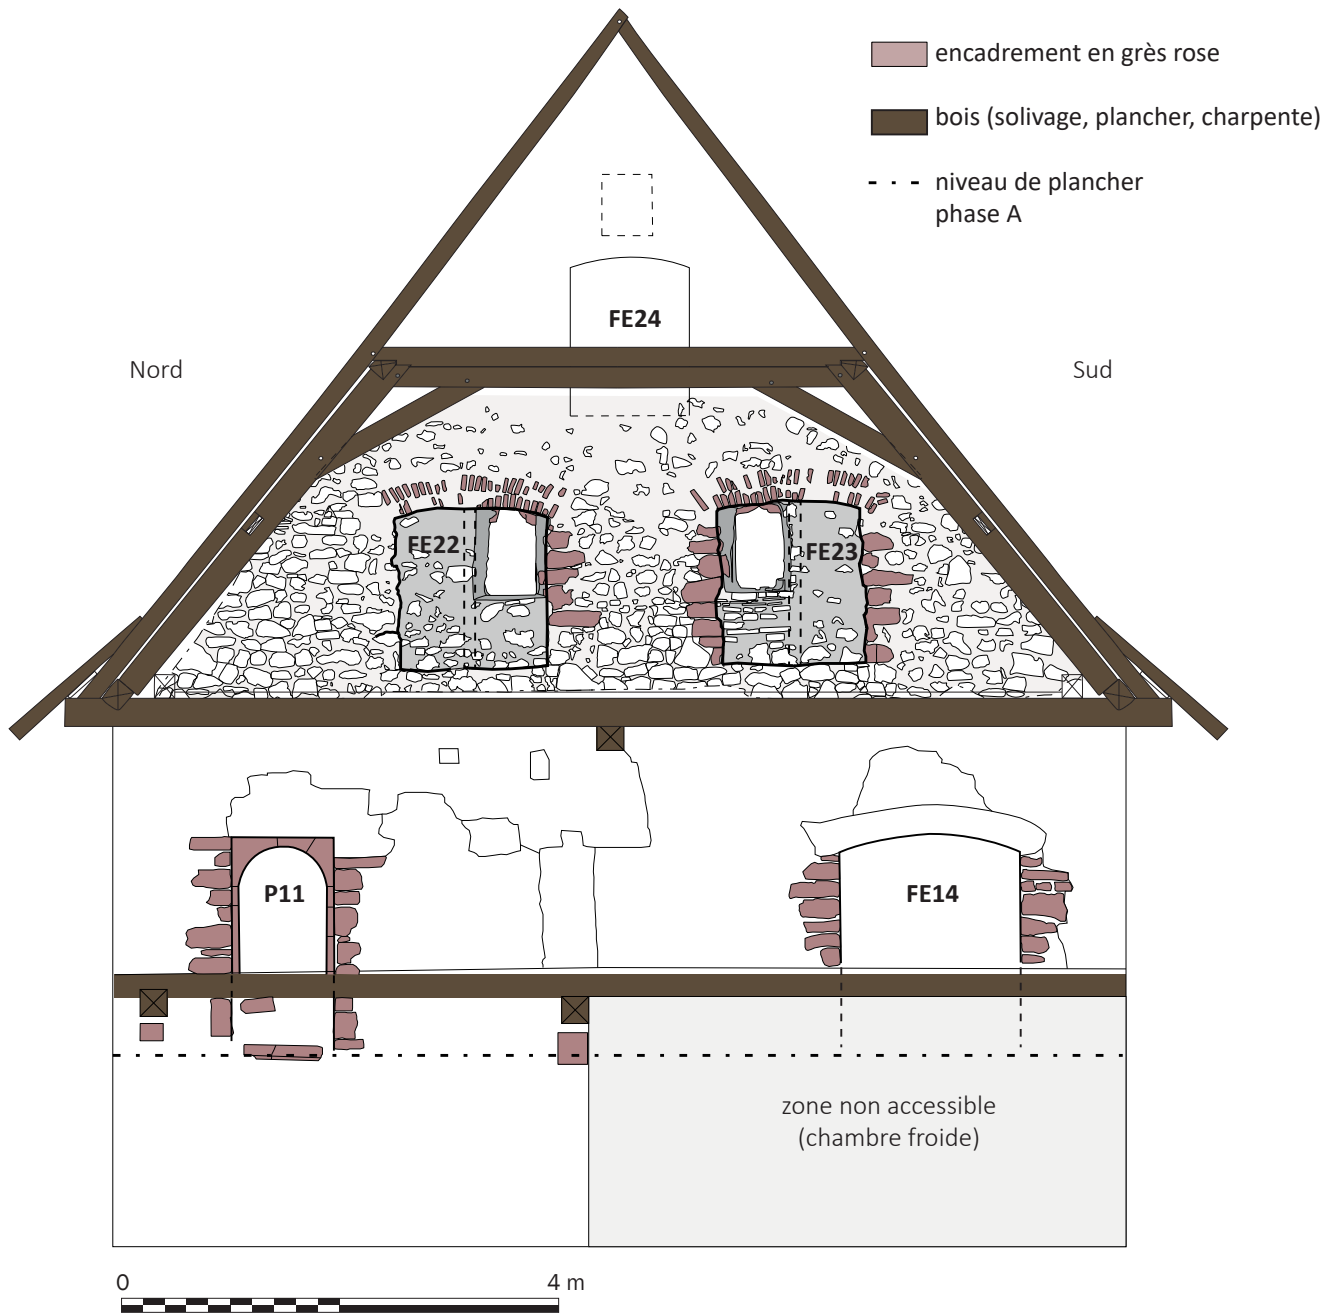 encadrement en grès rose
bois (solivage, plancher, charpente)
niveau de plancher
phase A
FE24
Nord
Sud
FE22
FE23
P11
FE14
zone non accessible
(chambre froide)
0
4 m